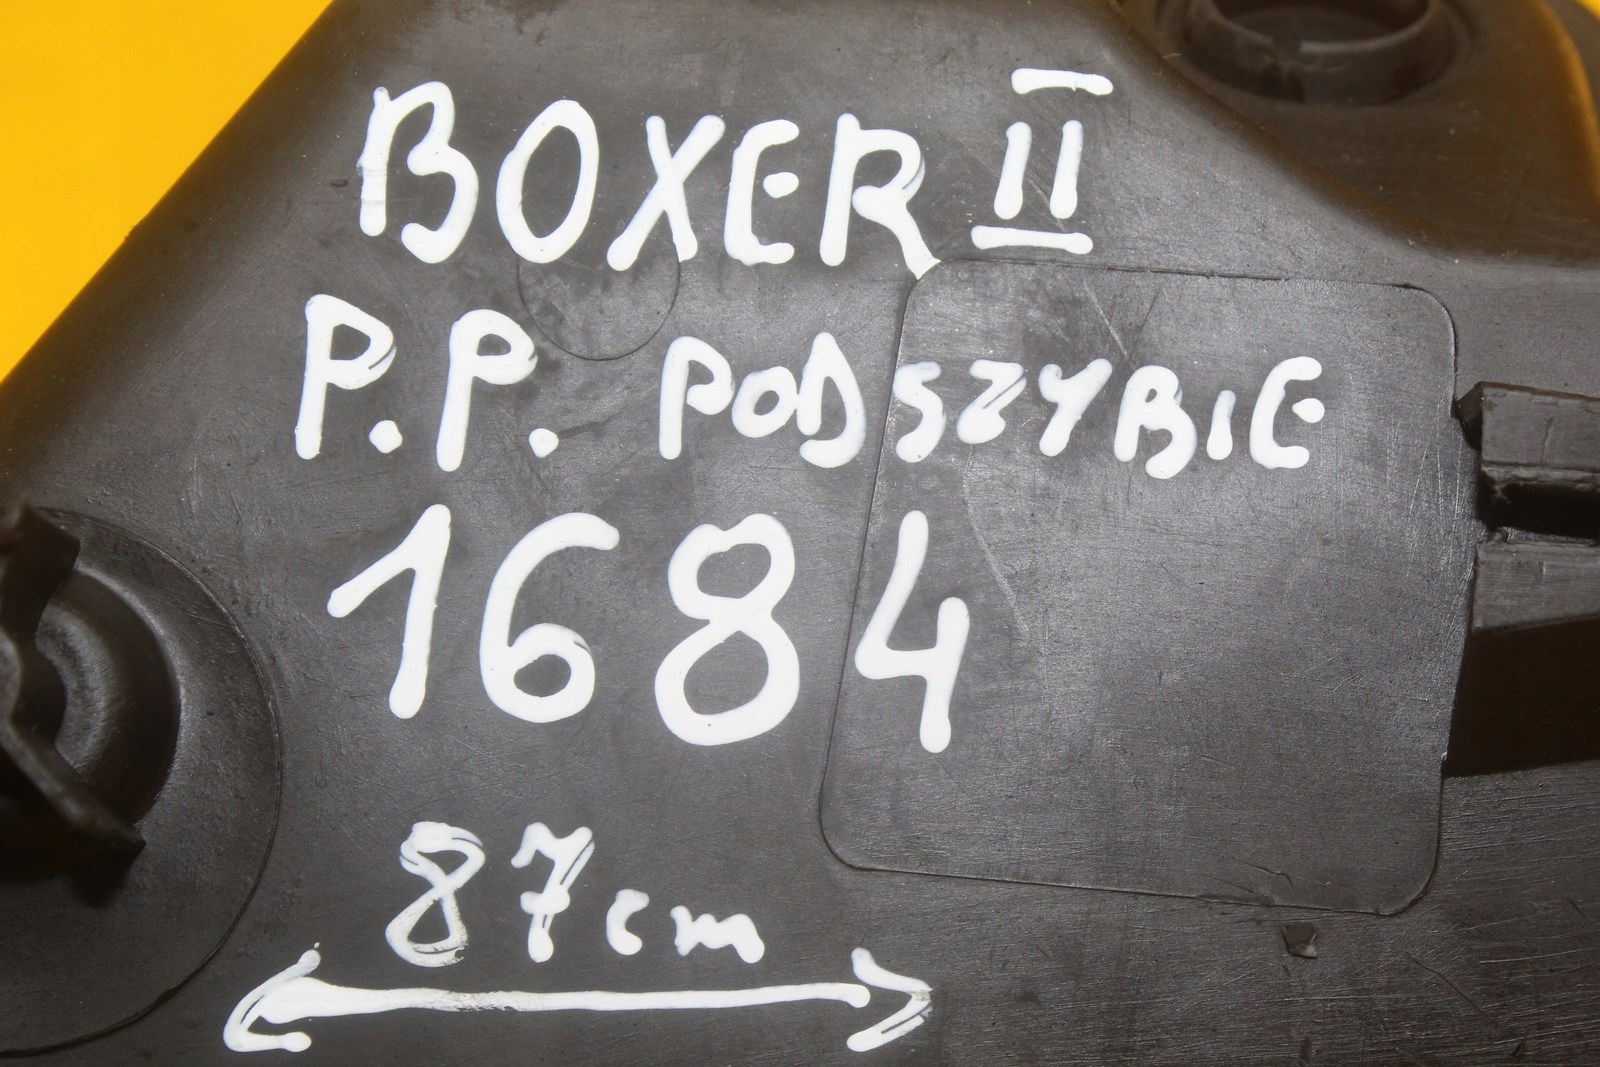 BOXER II
P.P. PODSZYBIE
1684
87cm